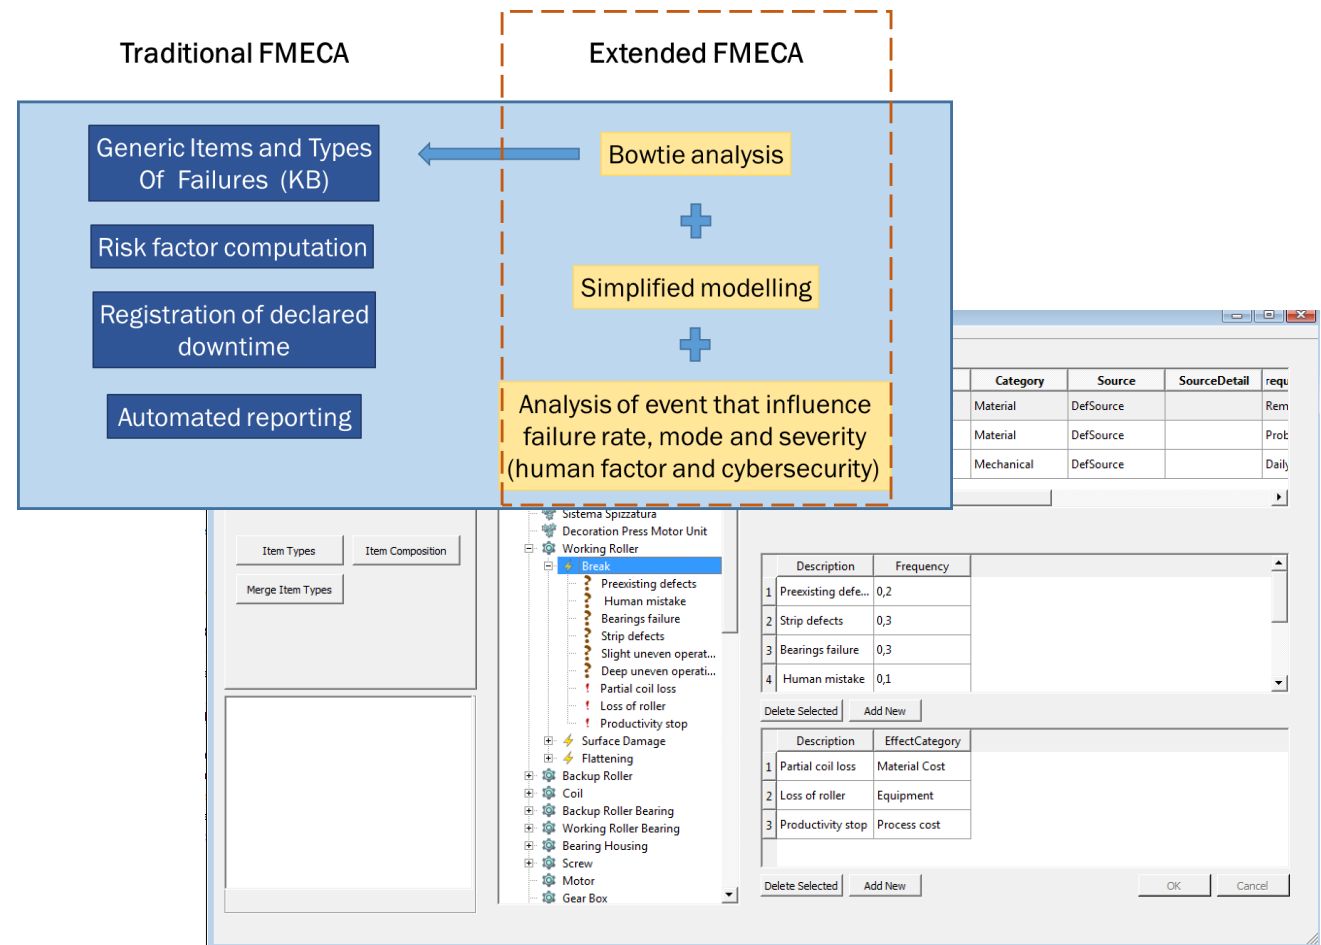 Traditional FMECA
Extended FMECA
Generic Items and Types
Of Failures (KB)
Risk factor computation
Registration of declared
downtime
Automated reporting
Bowtie analysis
Simplified modelling
Analysis of event that influence
failure rate, mode and severity
(human factor and cybersecurity)
Category Source SourceDetail
Material DefSource
Material DefSource
Mechanical DefSource Daily
Item Types Item Composition
Merge Item Types
Sistema Spizzatura
Decoration Press Motor Unit
Working Roller
Break
Preexisting defects
Human mistake
Bearings failure
Strip defects
Slight uneven operat...
Deep uneven operati...
Partial coil loss
Loss of roller
Productivity stop
Surface Damage
Flattening
Backup Roller
Coil
Backup Roller Bearing
Working Roller Bearing
Bearing Housing
Screw
Motor
Gear Box
Description Frequency
1 Preexisting defe... 0,2
2 Strip defects 0,3
3 Bearings failure 0,3
4 Human mistake 0,1
Delete Selected Add New
Description EffectCategory
1 Partial coil loss Material Cost
2 Loss of roller Equipment
3 Productivity stop Process cost
Delete Selected Add New
OK Cancel